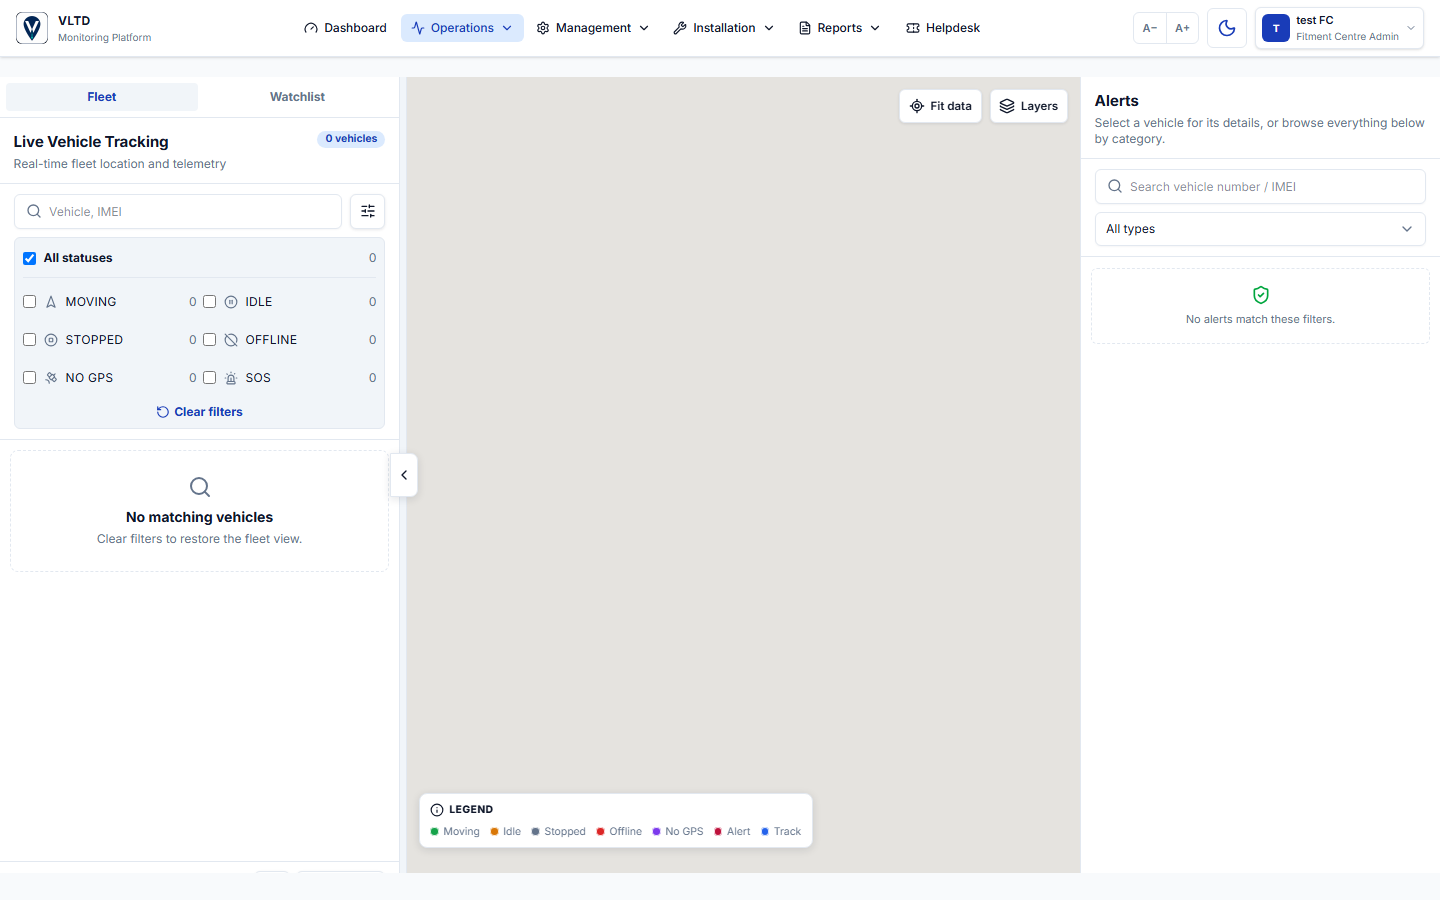 VLTD
Monitoring Platform
Dashboard
Operations
Management
Installation
Reports
Helpdesk
A−
A+
T
test FC
Fitment Centre Admin
Fleet
Watchlist
Live Vehicle Tracking
0 vehicles
Real-time fleet location and telemetry
Vehicle, IMEI
All statuses 0
MOVING 0
IDLE 0
STOPPED 0
OFFLINE 0
NO GPS 0
SOS 0
Clear filters
No matching vehicles
Clear filters to restore the fleet view.
Fit data
Layers
LEGEND
Moving
Idle
Stopped
Offline
No GPS
Alert
Track
Alerts
Select a vehicle for its details, or browse everything below
by category.
Search vehicle number / IMEI
All types
No alerts match these filters.